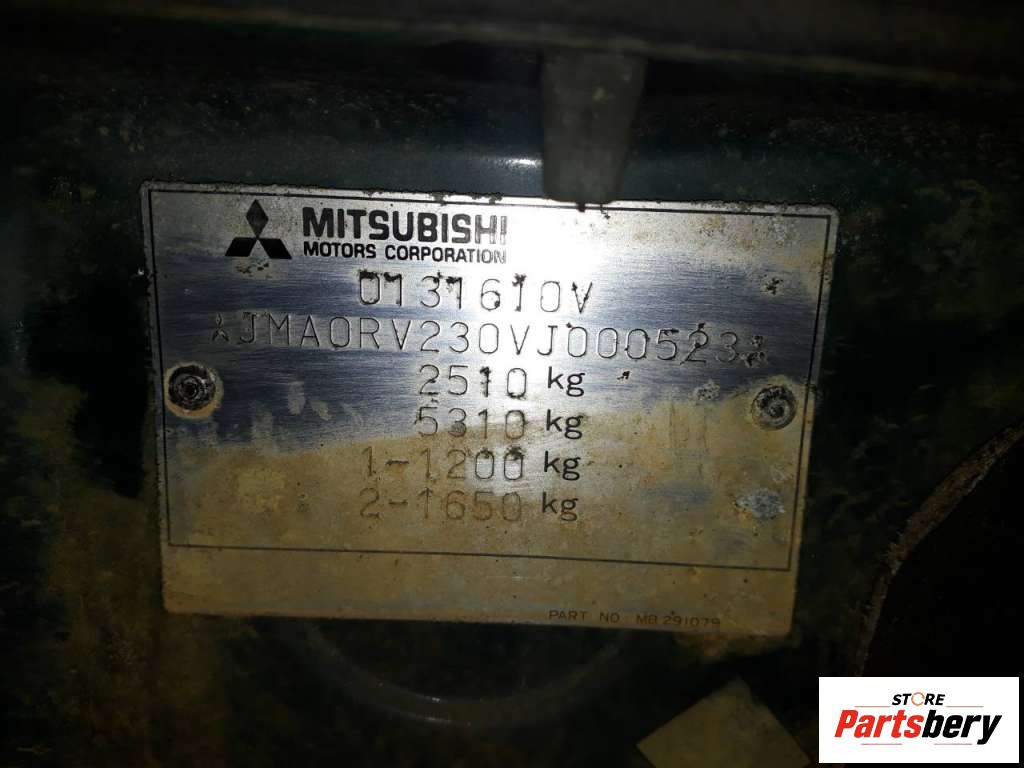 MITSUBISHI
MOTORS CORPORATION
0131610V
JMA0RV230VJ000523
2510 kg
5310 kg
1-1200 kg
2-1650 kg
PART NO MB 291079
STORE
Partsbery